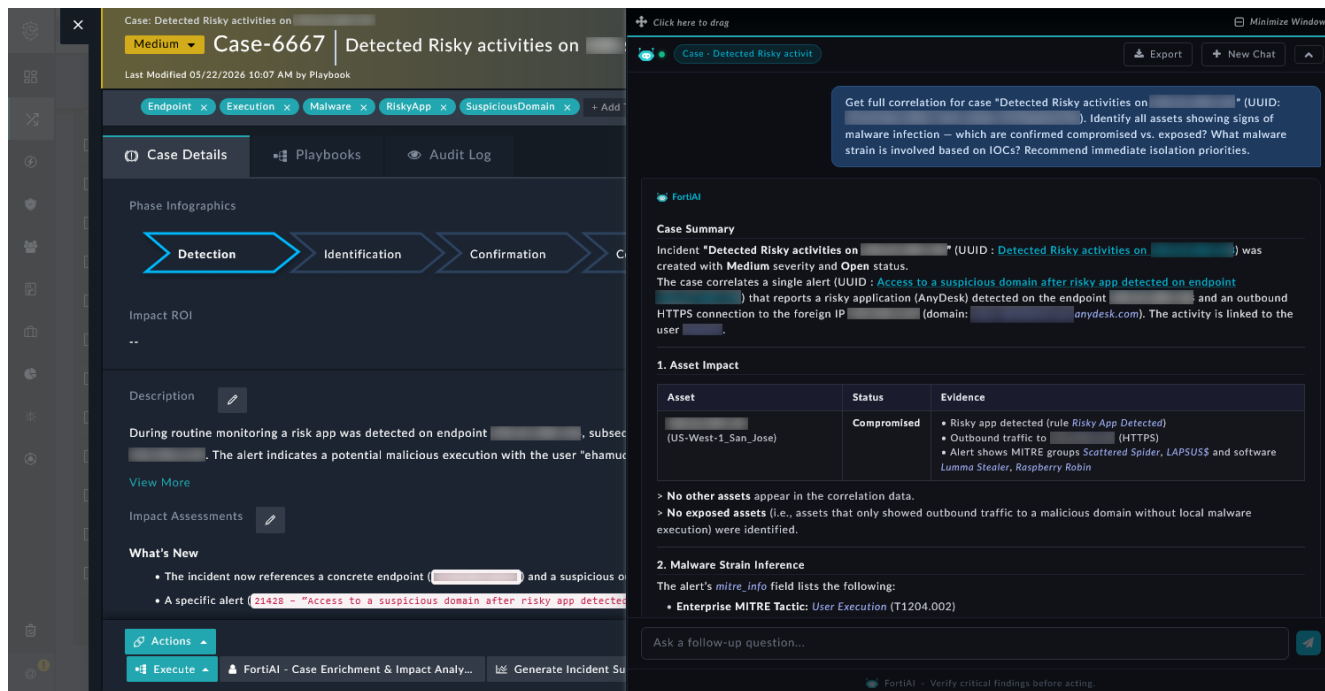 Case: Detected Risky activities on
Medium
Case-6667
Detected Risky activities on
Last Modified 05/22/2026 10:07 AM by Playbook
Endpoint ×
Execution ×
Malware ×
RiskyApp ×
SuspiciousDomain ×
+ Add
Case Details
Playbooks
Audit Log
Phase Infographics
Detection
Identification
Confirmation
Impact ROI
--
Description
During routine monitoring a risk app was detected on endpoint , subsec
. The alert indicates a potential malicious execution with the user "ehamuc
View More
Impact Assessments
What's New
• The incident now references a concrete endpoint ( ) and a suspicious
• A specific alert ( 21428 – "Access to a suspicious domain after risky app detected
Actions
Execute
FortiAI - Case Enrichment & Impact Analy...
Generate Incident Su
Click here to drag
Minimize Window
Case - Detected Risky activit
Export
+ New Chat
Get full correlation for case "Detected Risky activities on " (UUID:
). Identify all assets showing signs of
malware infection — which are confirmed compromised vs. exposed? What malware
strain is involved based on IOCs? Recommend immediate isolation priorities.
FortiAI
Case Summary
Incident "Detected Risky activities on " (UUID : Detected Risky activities on ) was
created with Medium severity and Open status.
The case correlates a single alert (UUID : Access to a suspicious domain after risky app detected on endpoint
) that reports a risky application (AnyDesk) detected on the endpoint and an outbound
HTTPS connection to the foreign IP (domain: anydesk.com). The activity is linked to the
user .
1. Asset Impact
Asset
Status
Evidence
(US-West-1_San_Jose)
Compromised
• Risky app detected (rule Risky App Detected)
• Outbound traffic to (HTTPS)
• Alert shows MITRE groups Scattered Spider, LAPSUS$ and software
Lumma Stealer, Raspberry Robin
> No other assets appear in the correlation data.
> No exposed assets (i.e., assets that only showed outbound traffic to a malicious domain without local malware
execution) were identified.
2. Malware Strain Inference
The alert's mitre_info field lists the following:
• Enterprise MITRE Tactic: User Execution (T1204.002)
Ask a follow-up question...
FortiAI - Verify critical findings before acting.